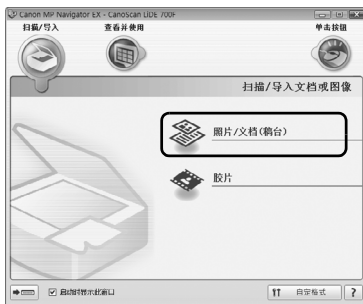 Canon MP Navigator EX - CanoScan LiDE 700F
扫描/导入 查看并使用 单击按钮
扫描/导入文档或图像
照片/文档(稿台)
胶片
启动时显示此窗口 自定格式 ?